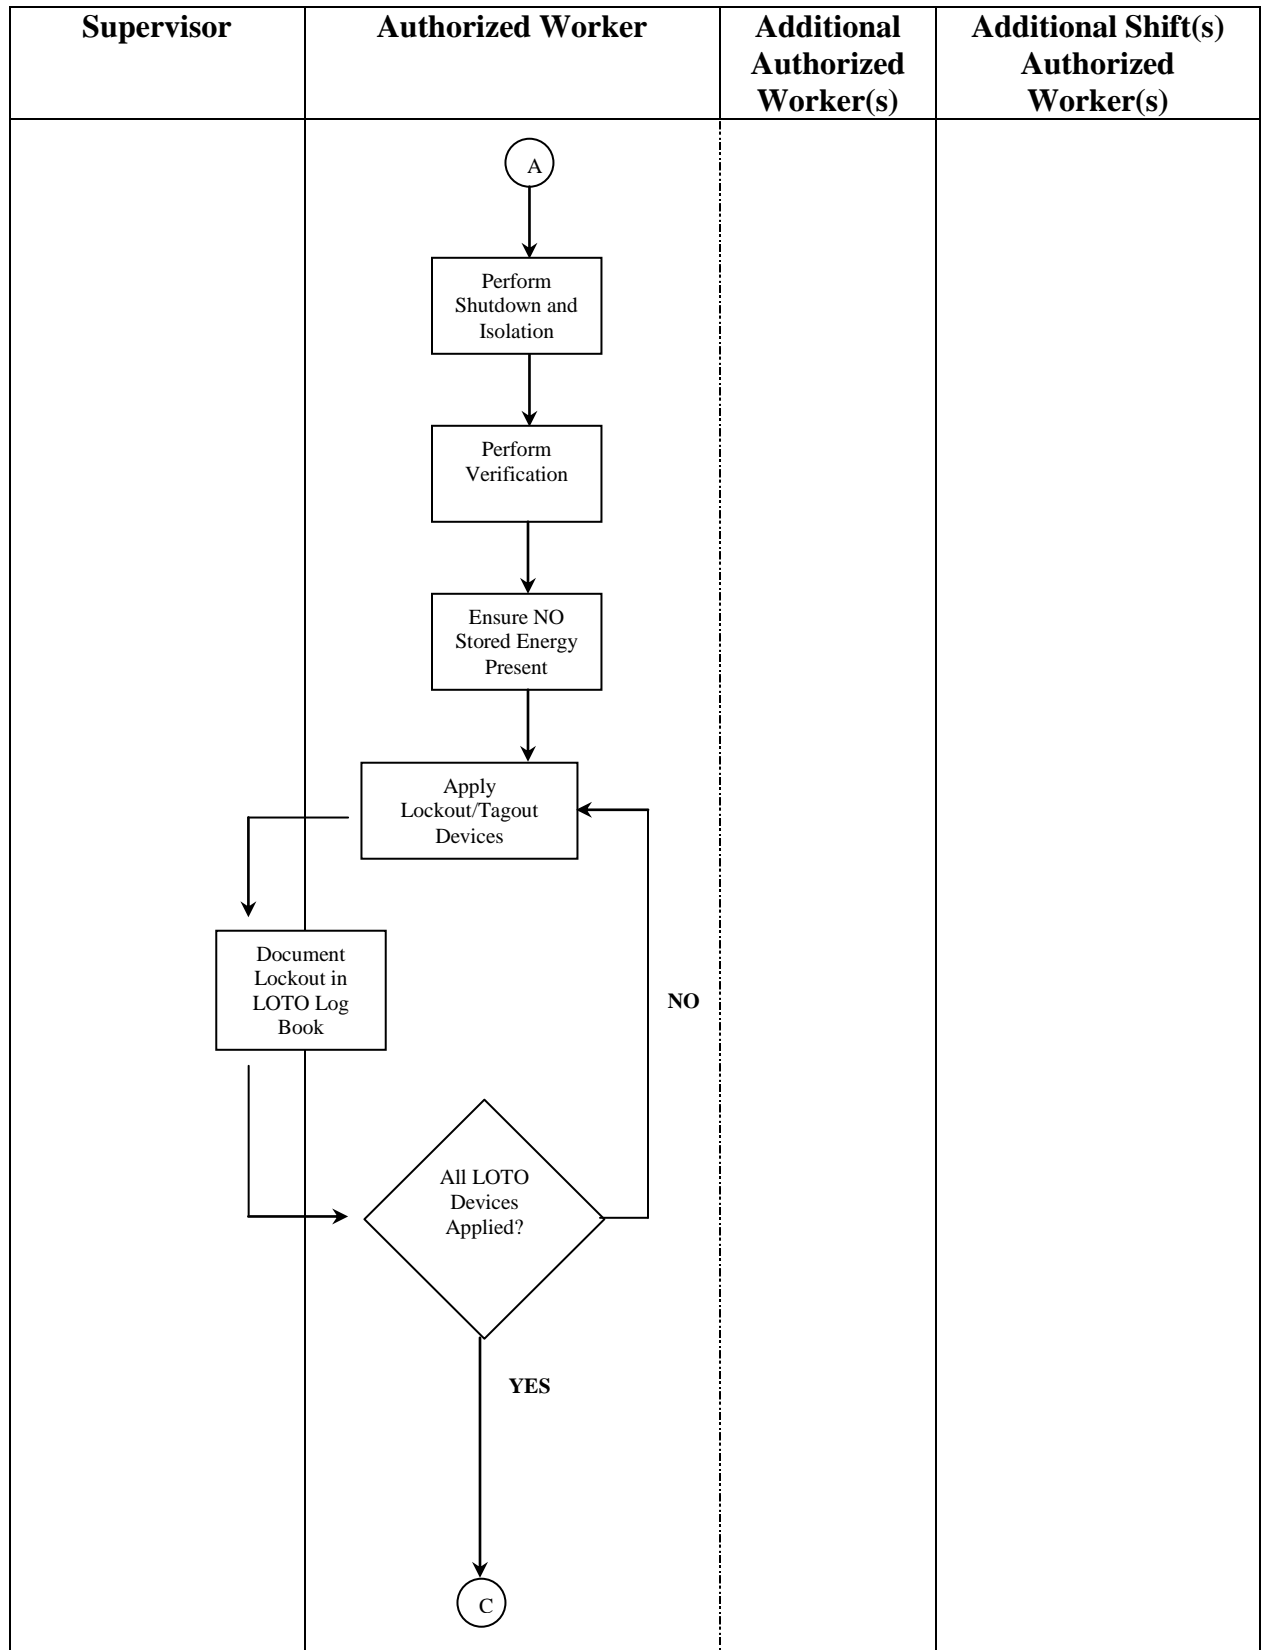 Supervisor
Authorized Worker
Additional
Authorized
Worker(s)
Additional Shift(s)
Authorized
Worker(s)
A
Perform
Shutdown and
Isolation
Perform
Verification
Ensure NO
Stored Energy
Present
Apply
Lockout/Tagout
Devices
Document
Lockout in
LOTO Log
Book
NO
All LOTO
Devices
Applied?
YES
C